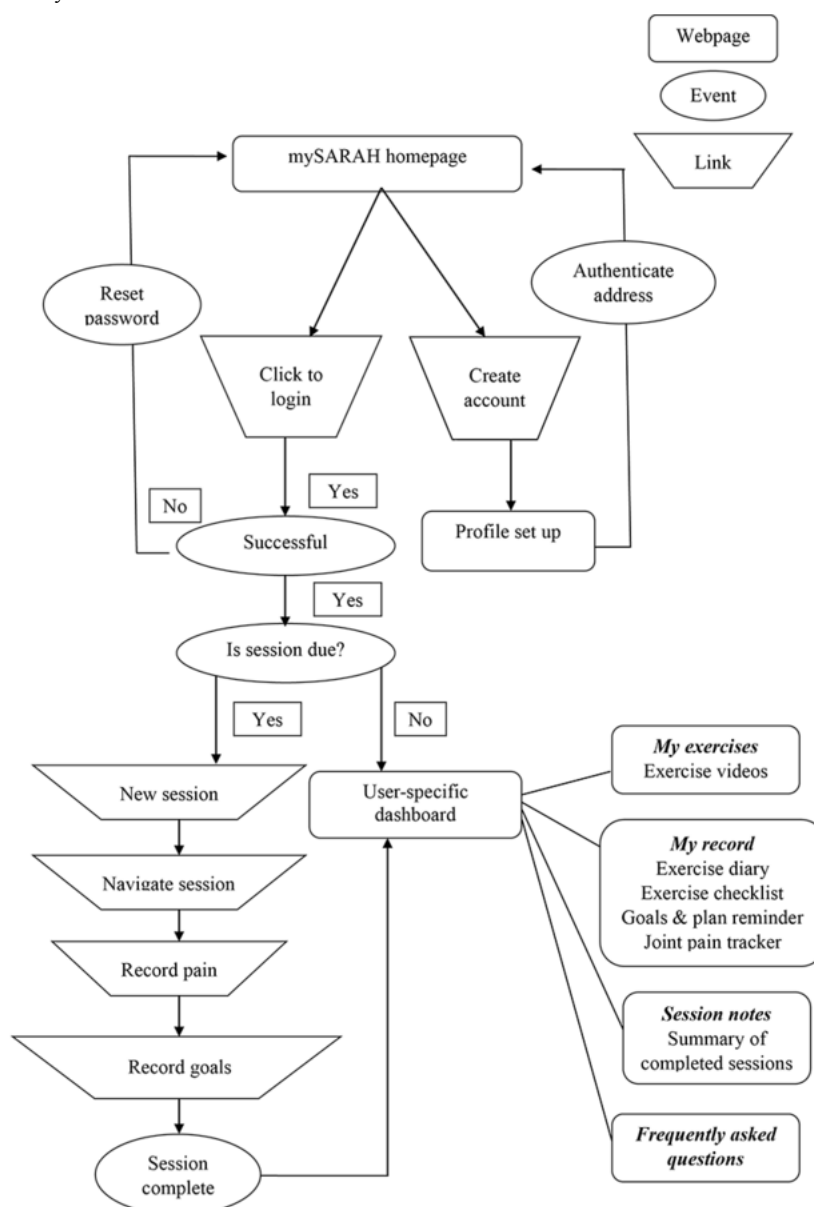 Webpage
Event
Link
mySARAH homepage
Reset
password
Authenticate
address
Click to
login
Create
account
No
Yes
Successful
Profile set up
Yes
Is session due?
Yes
No
New session
User-specific
dashboard
My exercises
Exercise videos
Navigate session
My record
Exercise diary
Exercise checklist
Goals & plan reminder
Joint pain tracker
Record pain
Session notes
Summary of
completed sessions
Record goals
Frequently asked
questions
Session
complete